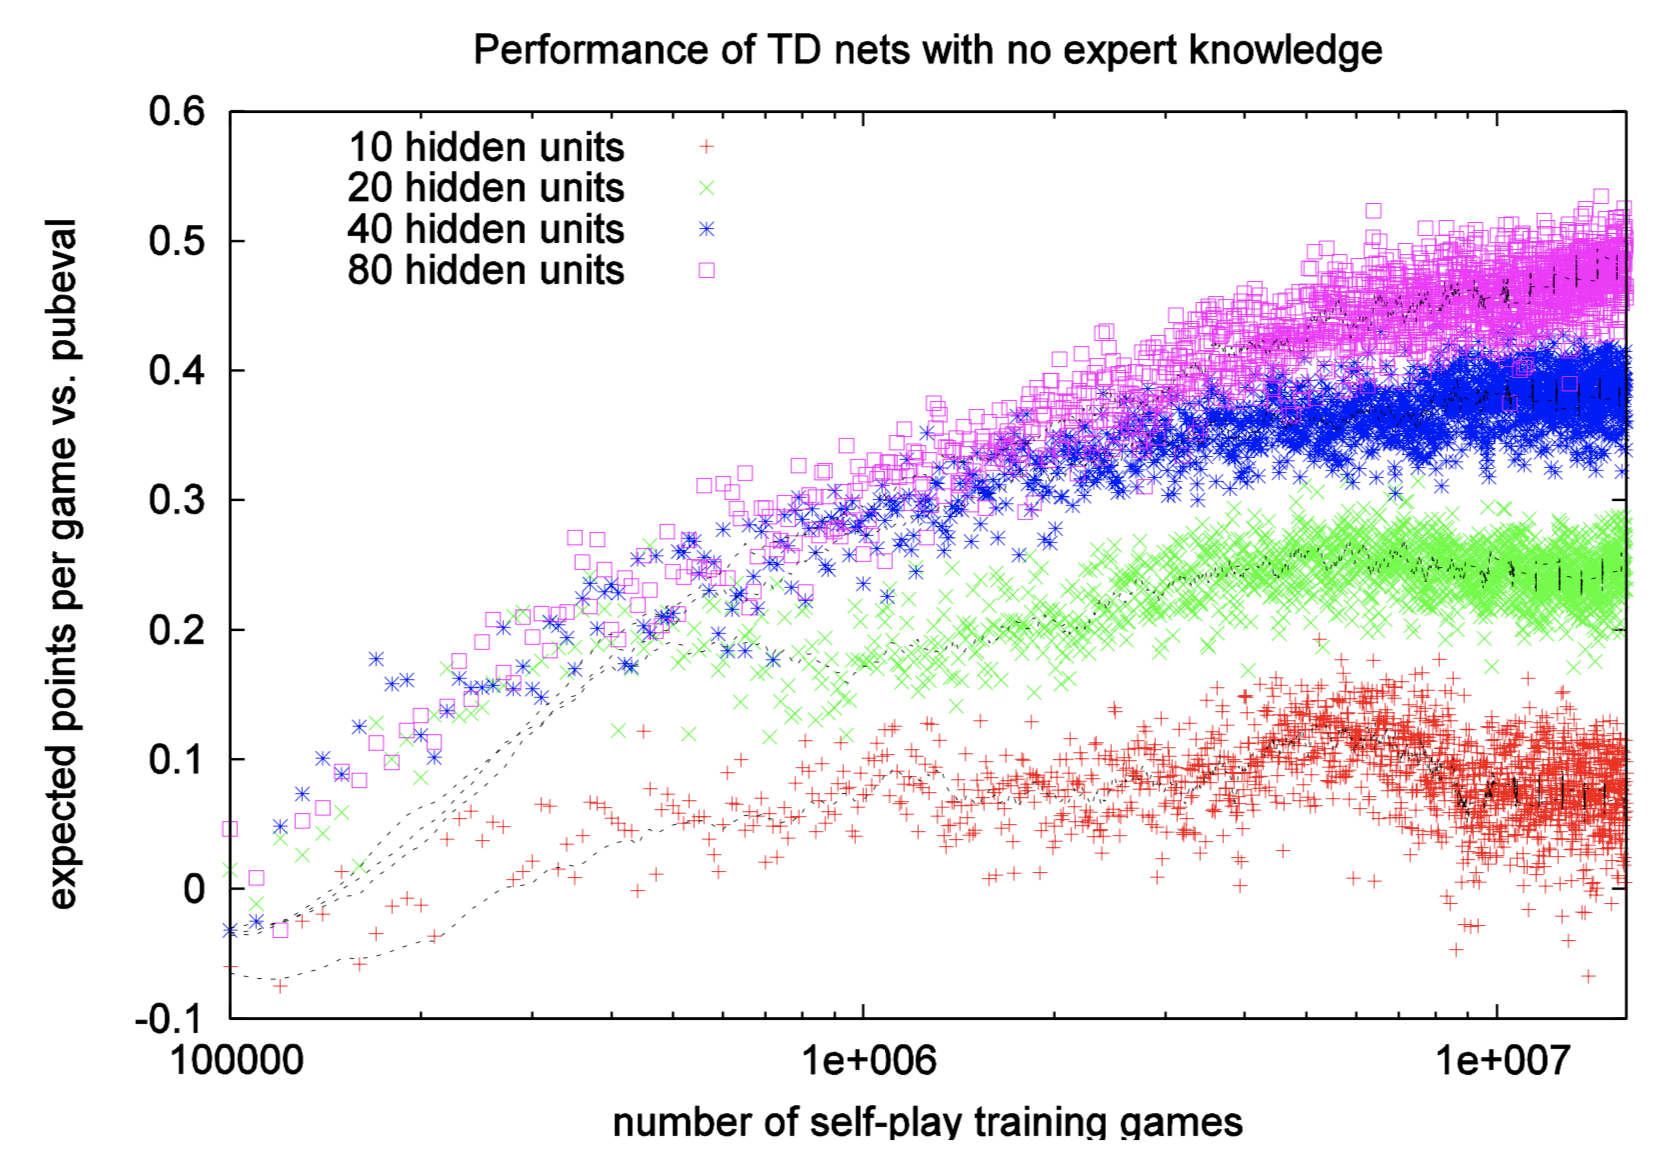 Performance of TD nets with no expert knowledge
0.6
0.5
0.4
0.3
0.2
0.1
0
-0.1
expected points per game vs. pubeval
10 hidden units
20 hidden units
40 hidden units
80 hidden units
100000
1e+006
1e+007
number of self-play training games